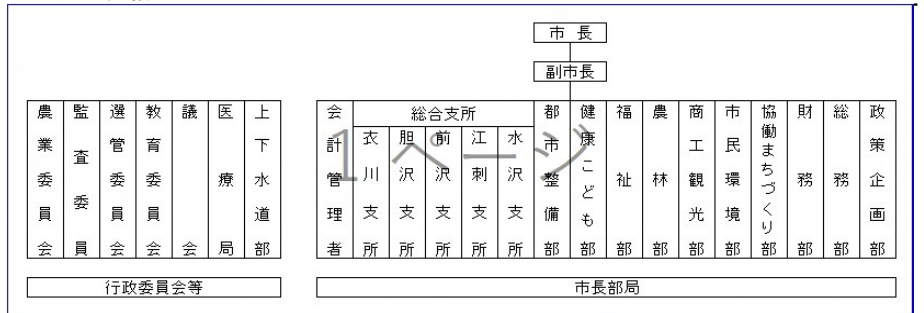 市長
副市長
政策企画部
総務部
財務部
協働まちづくり部
市民環境部
商工観光部
農林部
福祉部
健康こども部
都市整備部
総合支所
水沢支所
江刺支所
前沢支所
胆沢支所
衣川支所
会計管理者
上下水道部
医療局
議会
教育委員会
選管委員会
監査委員
農業委員会
行政委員会等
市長部局
1ページ